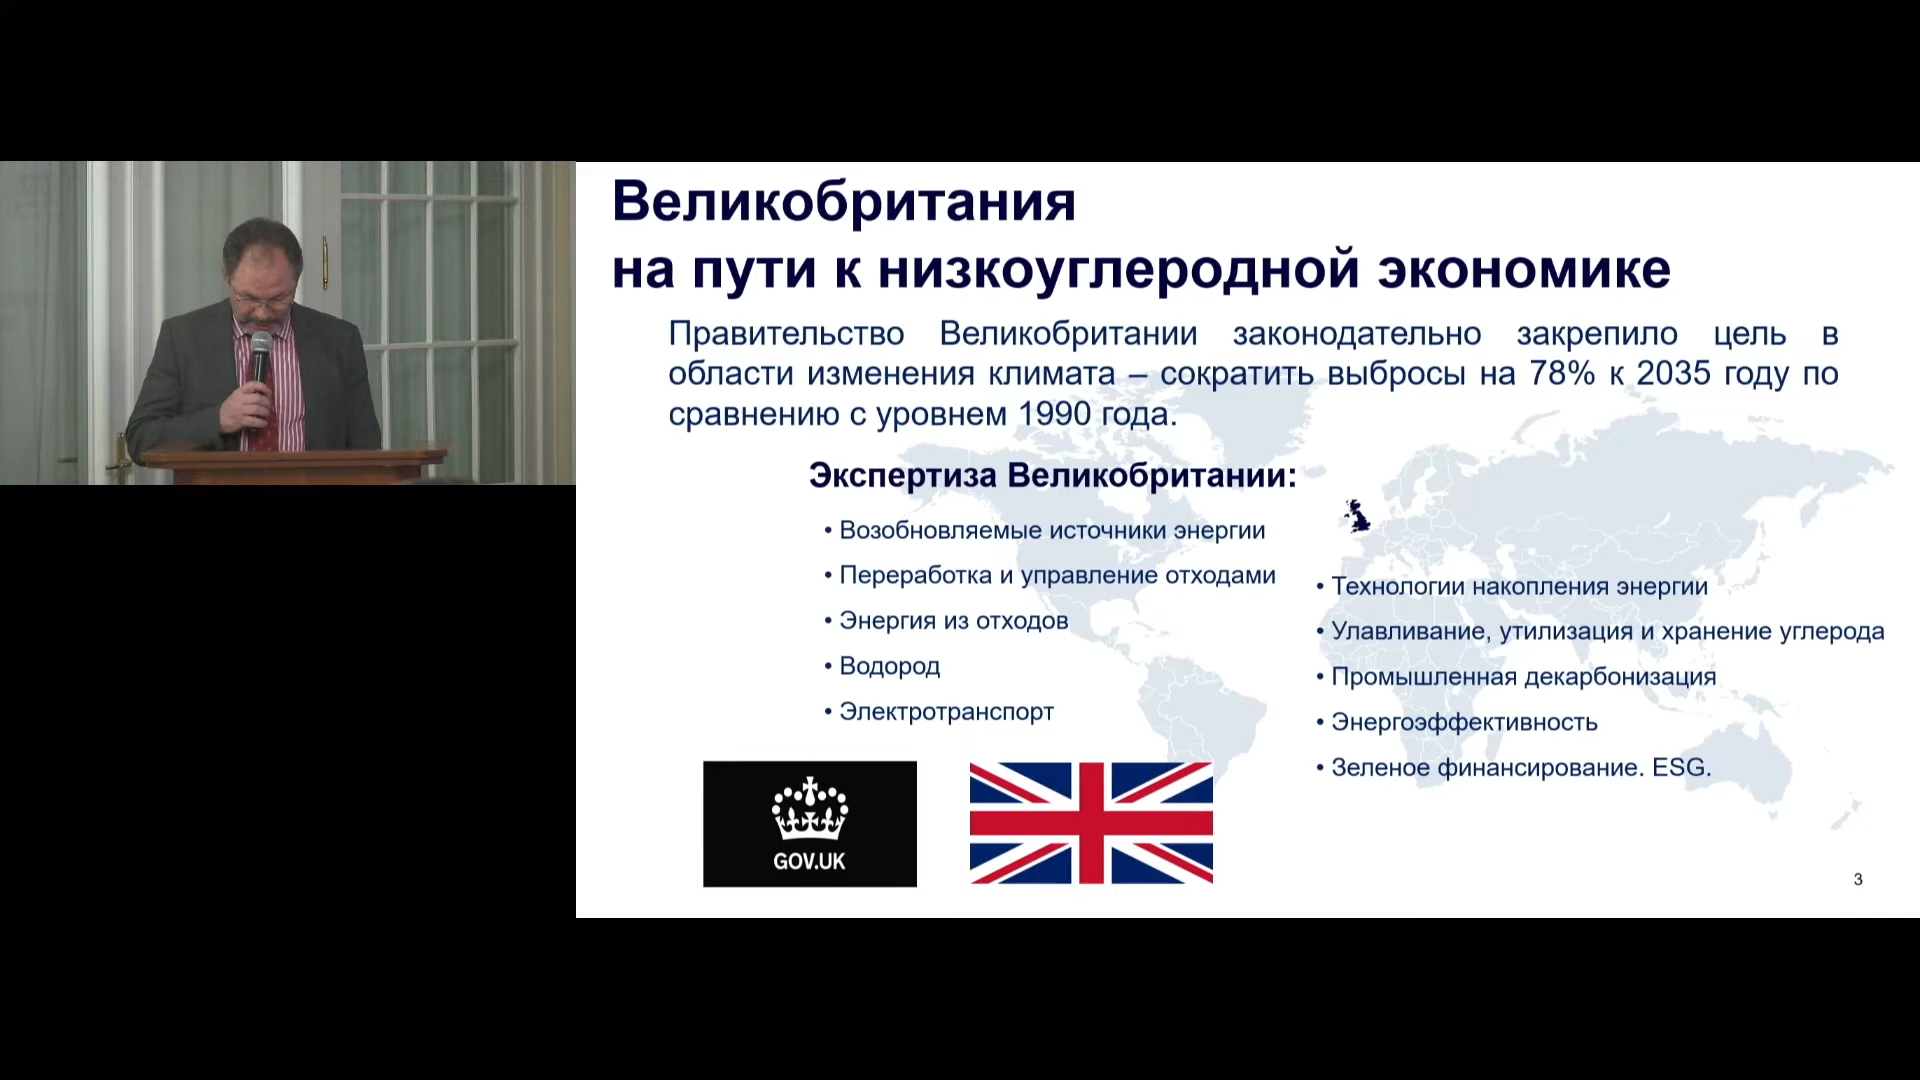 Великобритания
на пути к низкоуглеродной экономике
Правительство Великобритании законодательно закрепило цель в
области изменения климата – сократить выбросы на 78% к 2035 году по
сравнению с уровнем 1990 года.
Экспертиза Великобритании:
• Возобновляемые источники энергии
• Переработка и управление отходами
• Энергия из отходов
• Водород
• Электротранспорт
• Технологии накопления энергии
• Улавливание, утилизация и хранение углерода
• Промышленная декарбонизация
• Энергоэффективность
• Зеленое финансирование. ESG.
GOV.UK
3